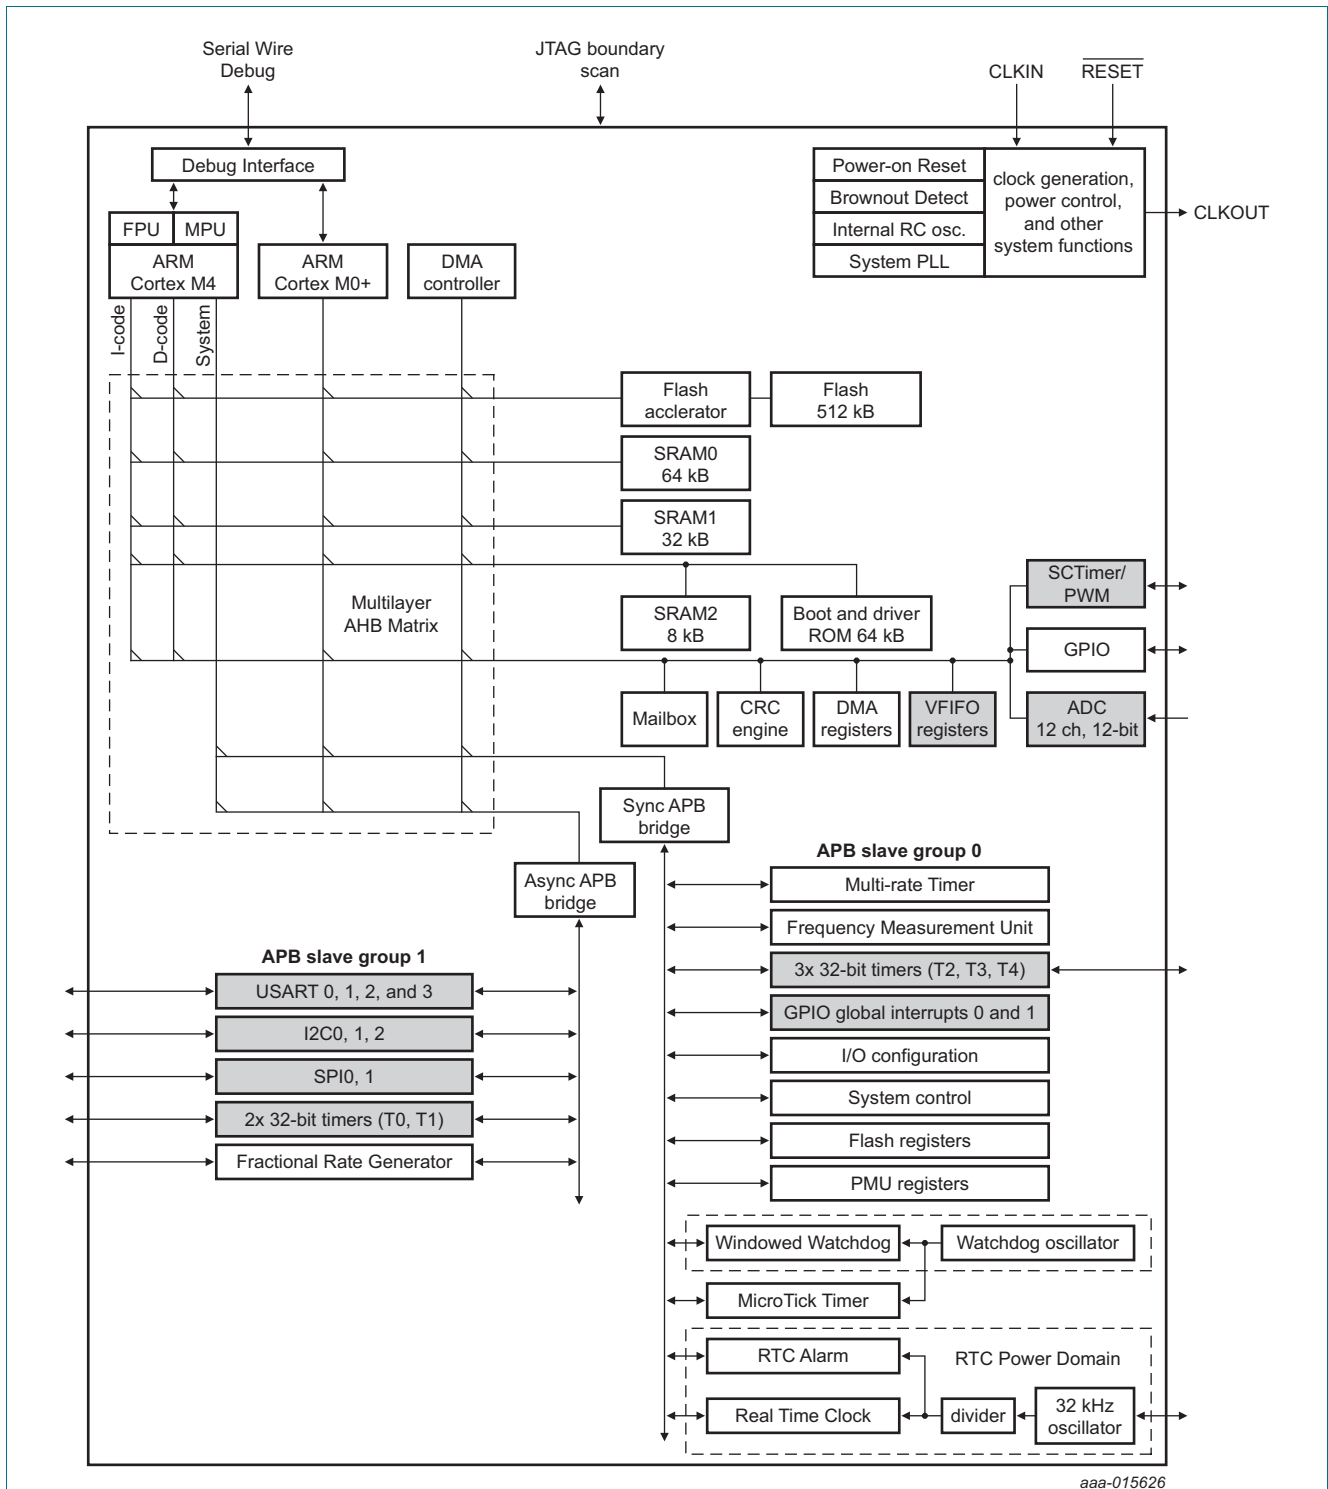 Serial Wire
Debug
JTAG boundary
scan
CLKIN
RESET
Debug Interface
Power-on Reset
Brownout Detect
Internal RC osc.
System PLL
clock generation,
power control,
and other
system functions
CLKOUT
FPU
MPU
ARM
Cortex M4
ARM
Cortex M0+
DMA
controller
I-code
D-code
System
Flash
acclerator
Flash
512 kB
SRAM0
64 kB
SRAM1
32 kB
Multilayer
AHB Matrix
SRAM2
8 kB
Boot and driver
ROM 64 kB
SCTimer/
PWM
GPIO
ADC
12 ch, 12-bit
Mailbox
CRC
engine
DMA
registers
VFIFO
registers
Sync APB
bridge
Async APB
bridge
APB slave group 0
Multi-rate Timer
Frequency Measurement Unit
3x 32-bit timers (T2, T3, T4)
GPIO global interrupts 0 and 1
I/O configuration
System control
Flash registers
PMU registers
APB slave group 1
USART 0, 1, 2, and 3
I2C0, 1, 2
SPI0, 1
2x 32-bit timers (T0, T1)
Fractional Rate Generator
Windowed Watchdog
Watchdog oscillator
MicroTick Timer
RTC Alarm
RTC Power Domain
Real Time Clock
divider
32 kHz
oscillator
aaa-015626